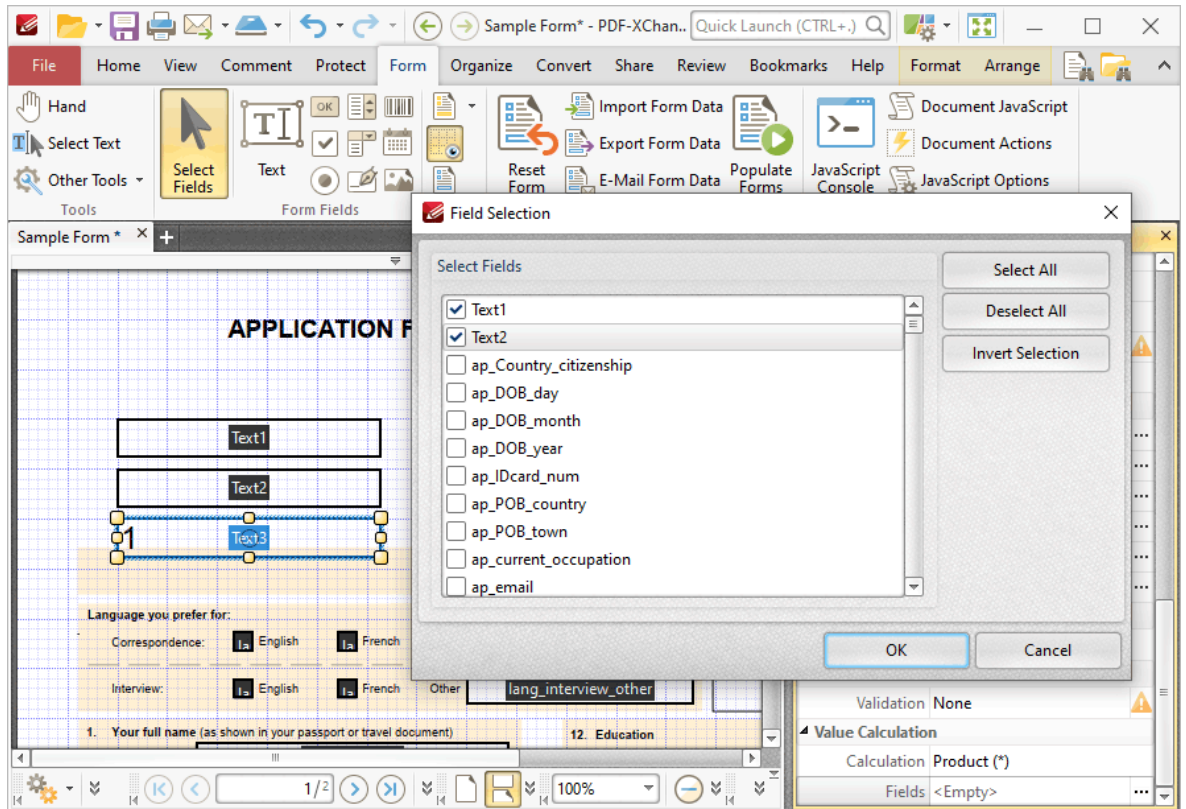 Sample Form* - PDF-XChan..
Quick Launch (CTRL+.)
File Home View Comment Protect Form Organize Convert Share Review Bookmarks Help Format Arrange
Hand
Select Text
Other Tools
Tools
Select Fields
Text
OK
Form Fields
Reset Form
Import Form Data
Export Form Data
E-Mail Form Data
Populate Forms
JavaScript Console
Document JavaScript
Document Actions
JavaScript Options
Sample Form *
APPLICATION F
Text1
Text2
1 Text3
Language you prefer for:
Correspondence: English French
Interview: English French Other lang_interview_other
1. Your full name (as shown in your passport or travel document)
12. Education
1/2
100%
Field Selection
Select Fields
Text1
Text2
ap_Country_citizenship
ap_DOB_day
ap_DOB_month
ap_DOB_year
ap_IDcard_num
ap_POB_country
ap_POB_town
ap_current_occupation
ap_email
Select All
Deselect All
Invert Selection
OK
Cancel
Validation None
Value Calculation
Calculation Product (*)
Fields <Empty>